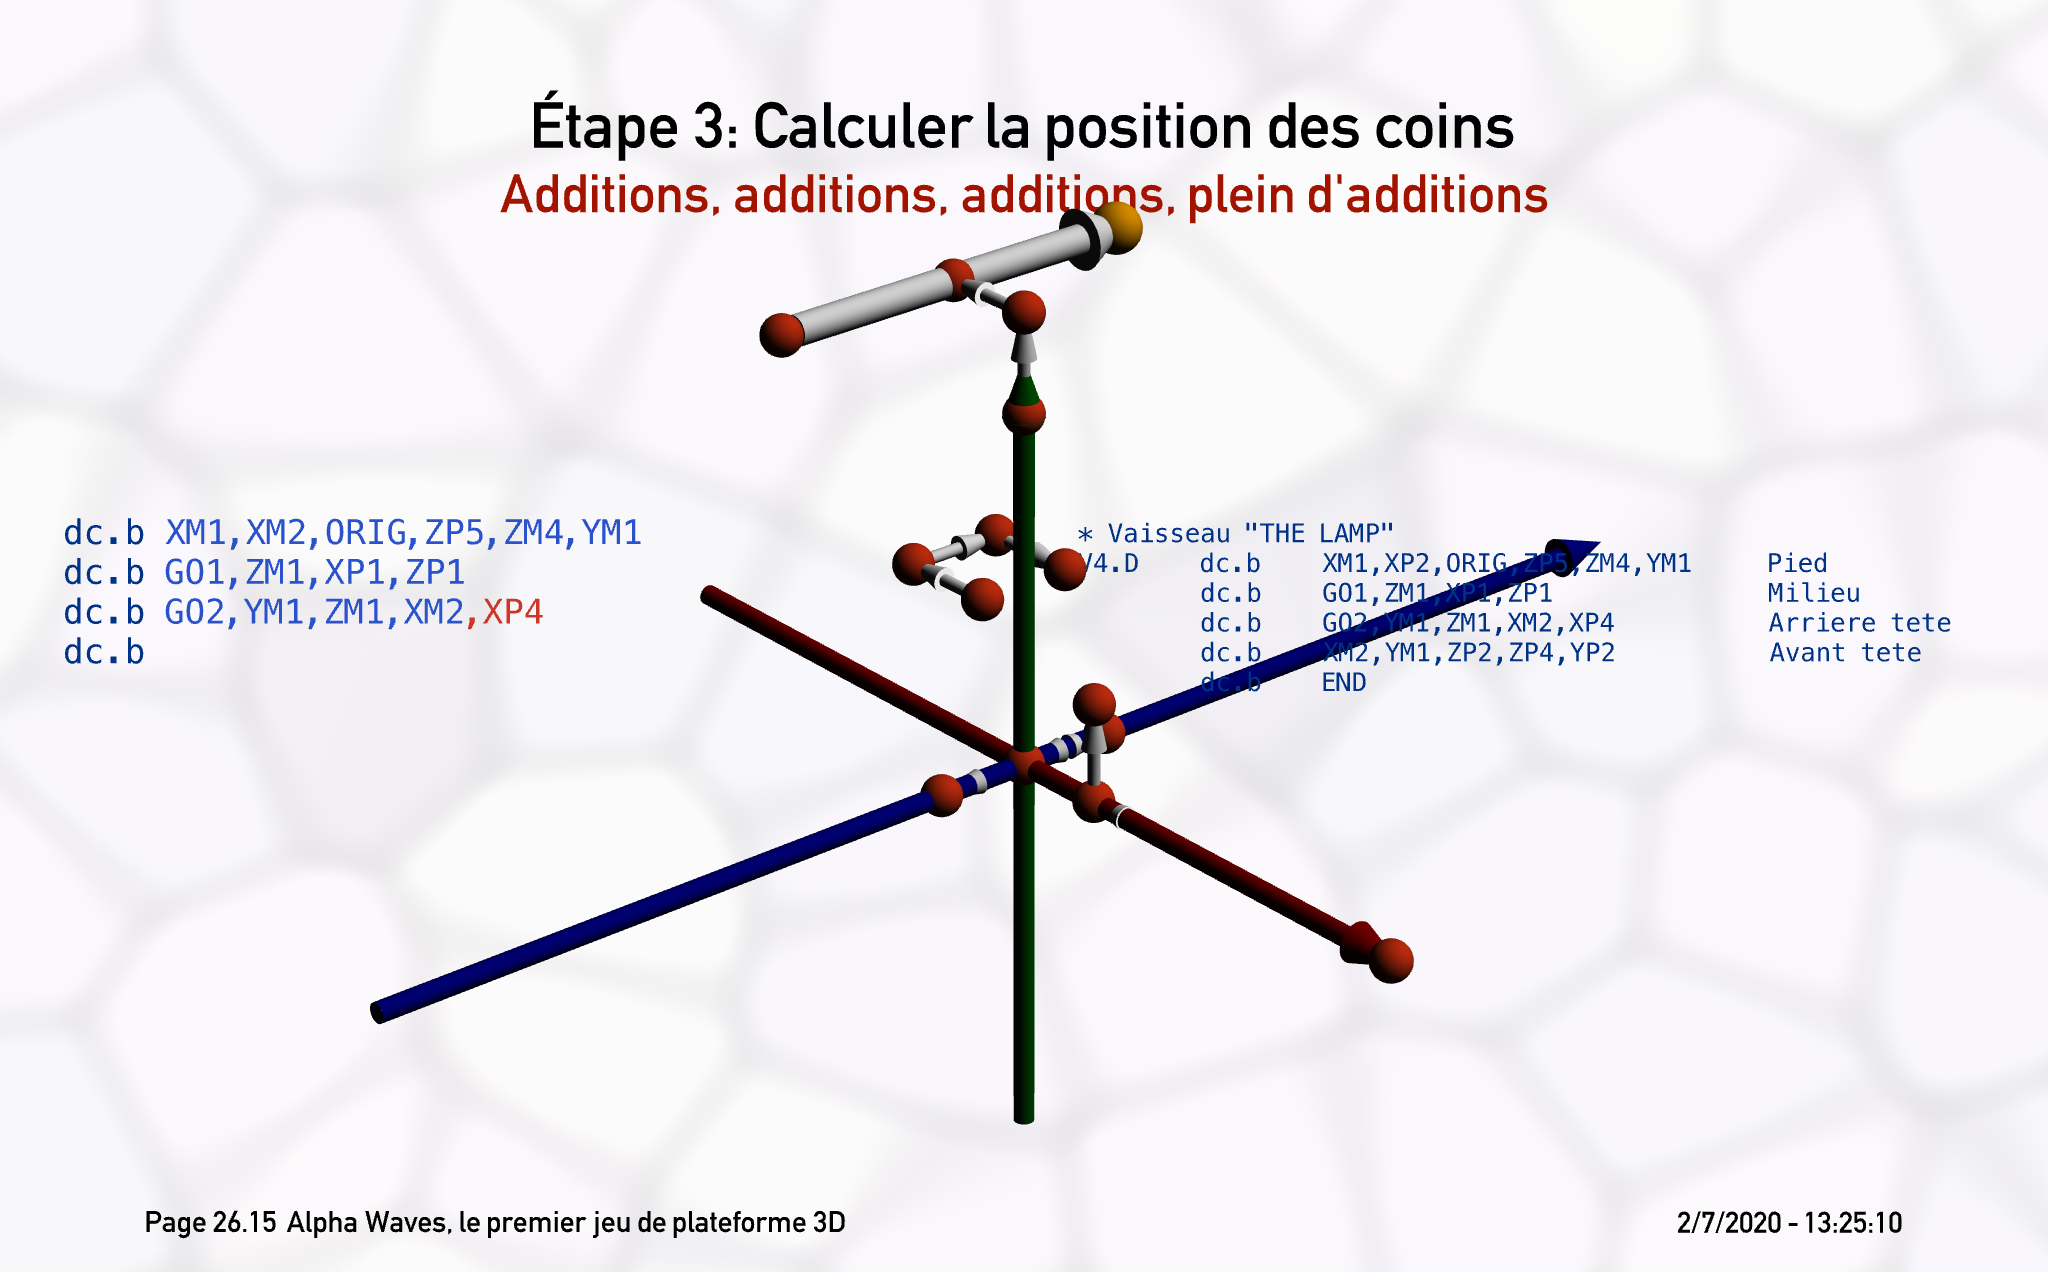 Étape 3: Calculer la position des coins
Additions, additions, additions, plein d'additions
dc.b XM1,XM2,ORIG,ZP5,ZM4,YM1
dc.b GO1,ZM1,XP1,ZP1
dc.b GO2,YM1,ZM1,XM2,XP4
dc.b
* Vaisseau "THE LAMP"
V4.D dc.b XM1,XP2,ORIG,ZP5,ZM4,YM1 Pied
dc.b GO1,ZM1,XP1,ZP1 Milieu
dc.b GO2,YM1,ZM1,XM2,XP4 Arriere tete
dc.b XM2,YM1,ZP2,ZP4,YP2 Avant tete
dc.b END
Page 26.15 Alpha Waves, le premier jeu de plateforme 3D
2/7/2020 - 13:25:10